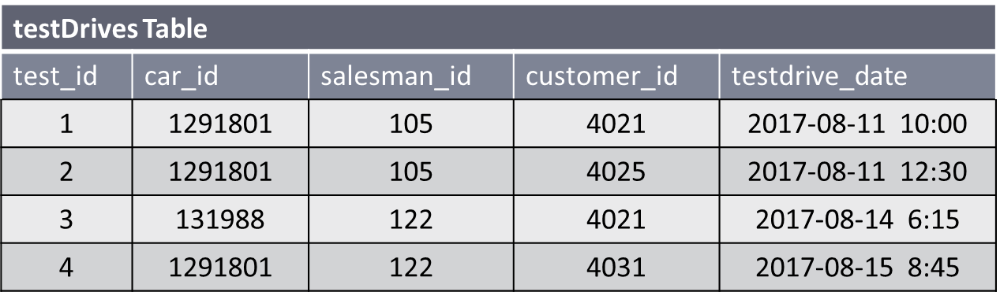 testDrives Table
test_id car_id salesman_id customer_id testdrive_date
1 1291801 105 4021 2017-08-11 10:00
2 1291801 105 4025 2017-08-11 12:30
3 131988 122 4021 2017-08-14 6:15
4 1291801 122 4031 2017-08-15 8:45